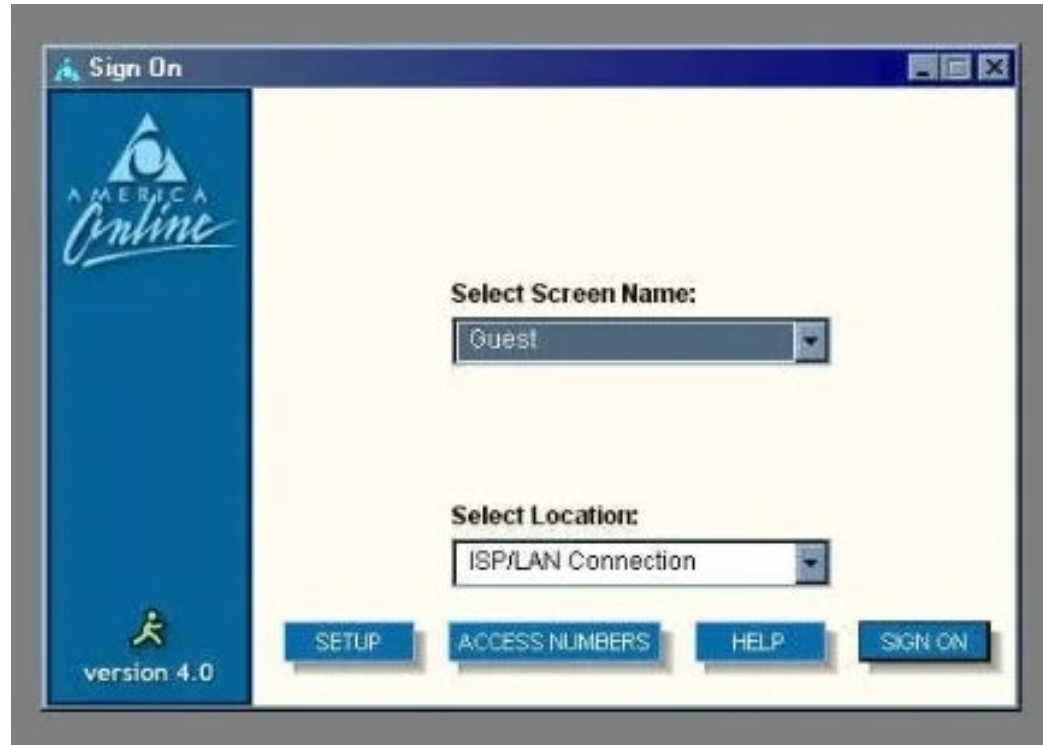 Sign On
AMERICA
Online
Select Screen Name:
Guest
Select Location:
ISP/LAN Connection
SETUP
ACCESS NUMBERS
HELP
SIGN ON
version 4.0